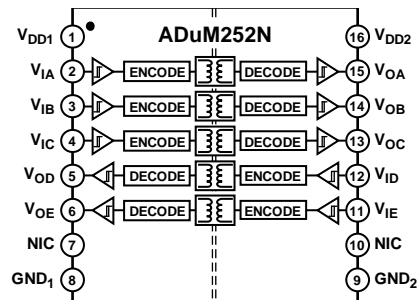 ADuM252N
VDD1 1 16 VDD2
VIA 2 ENCODE DECODE 15 VOA
VIB 3 ENCODE DECODE 14 VOB
VIC 4 ENCODE DECODE 13 VOC
VOD 5 DECODE ENCODE 12 VID
VOE 6 DECODE ENCODE 11 VIE
NIC 7 10 NIC
GND1 8 9 GND2